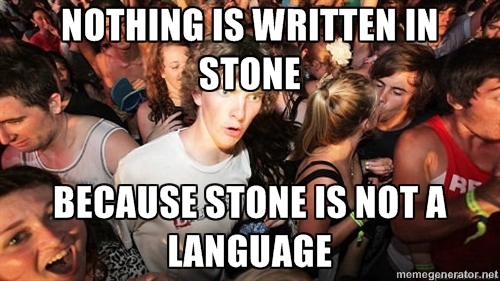 NOTHING IS WRITTEN IN
STONE
BECAUSE STONE IS NOT A
LANGUAGE
memegenerator.net